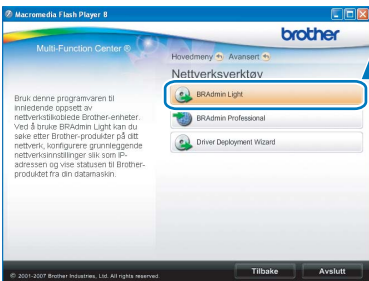 Macromedia Flash Player 8
brother
Multi-Function Center ®
Hovedmeny Avansert
Nettverksverktøy
Bruk denne programvaren til
innledende oppsett av
nettverkstilkoblede Brother-enheter.
Ved å bruke BRAdmin Light kan du
søke etter Brother-produkter på ditt
nettverk, konfigurere grunnleggende
nettverksinnstillinger slik som IP-
adressen og vise statusen til Brother-
produktet fra din datamaskin.
BRAdmin Light
BRAdmin Professional
Driver Deployment Wizard
© 2001-2007 Brother Industries, Ltd. All rights reserved.
Tilbake
Avslutt